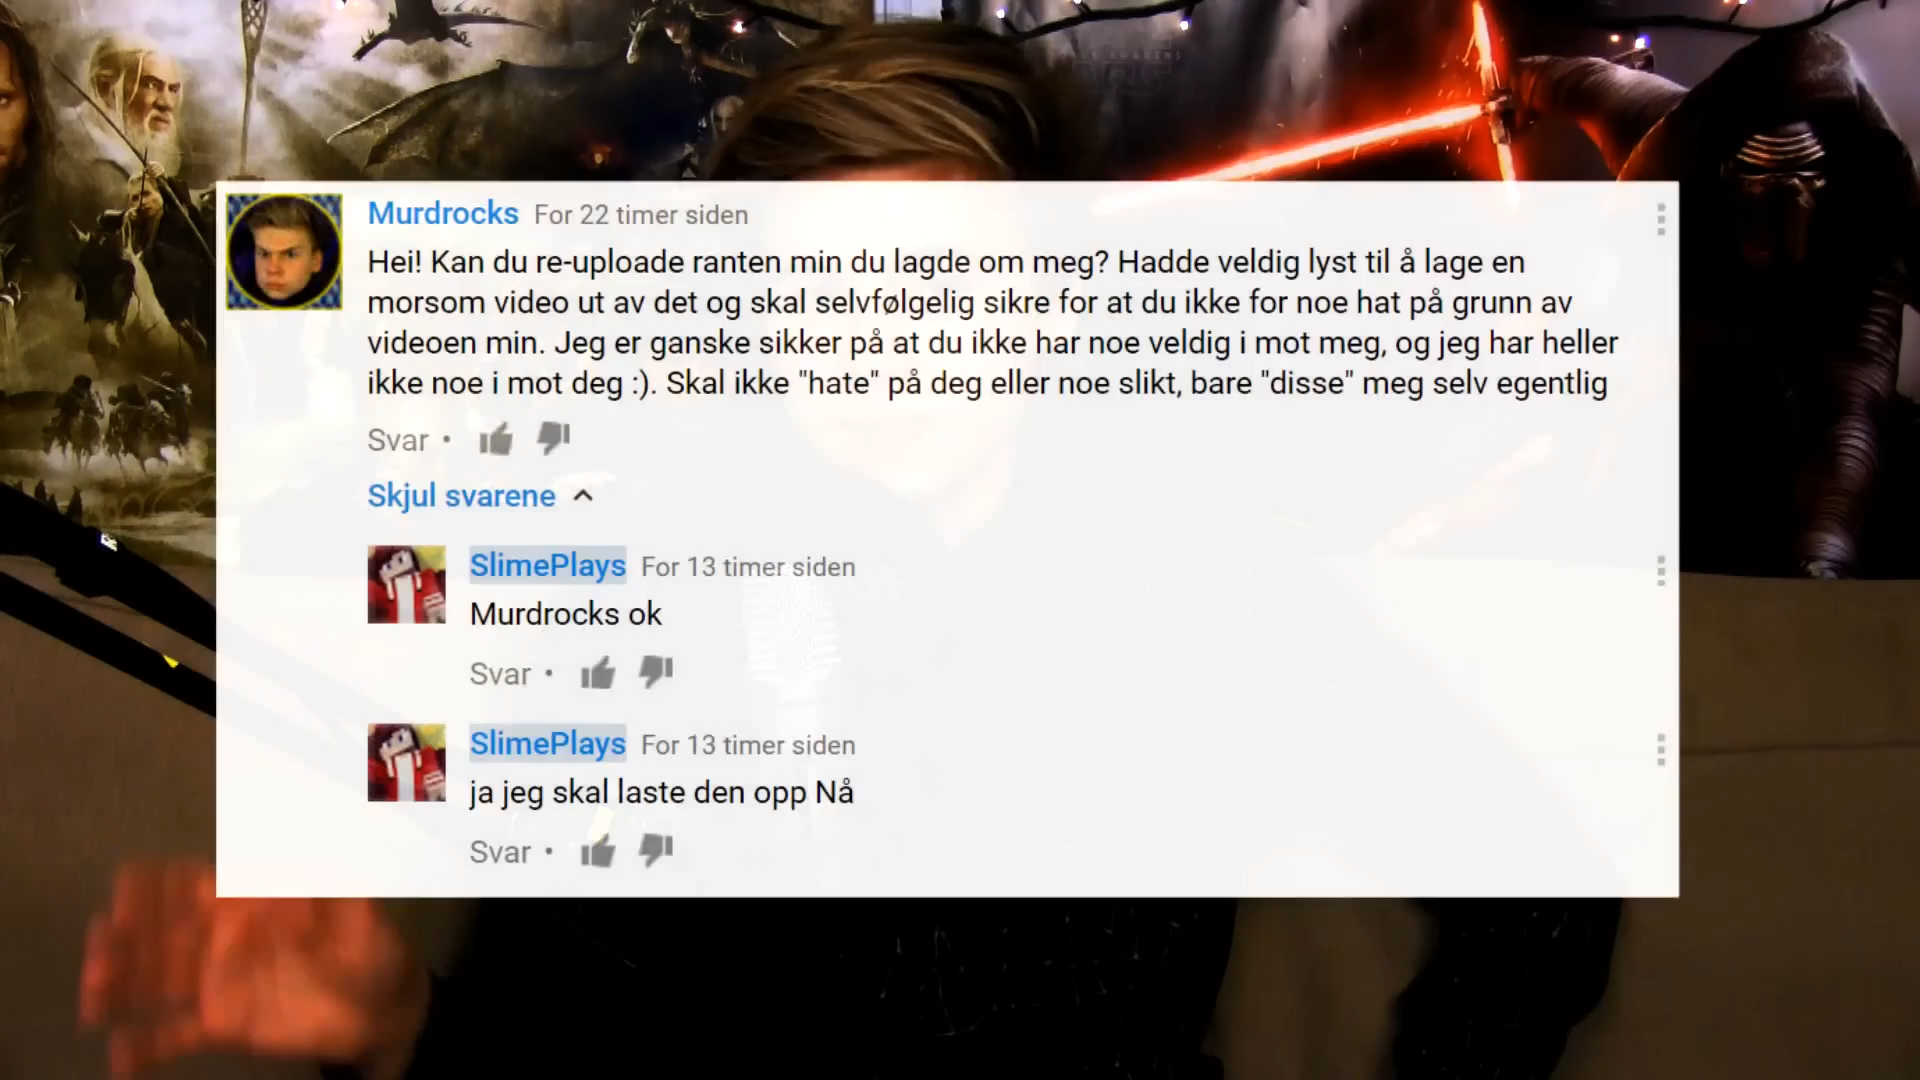 Murdrocks For 22 timer siden
Hei! Kan du re-uploade ranten min du lagde om meg? Hadde veldig lyst til å lage en
morsom video ut av det og skal selvfølgelig sikre for at du ikke for noe hat på grunn av
videoen min. Jeg er ganske sikker på at du ikke har noe veldig i mot meg, og jeg har heller
ikke noe i mot deg :). Skal ikke "hate" på deg eller noe slikt, bare "disse" meg selv egentlig
Svar •
Skjul svarene
SlimePlays For 13 timer siden
Murdrocks ok
Svar •
SlimePlays For 13 timer siden
ja jeg skal laste den opp Nå
Svar •